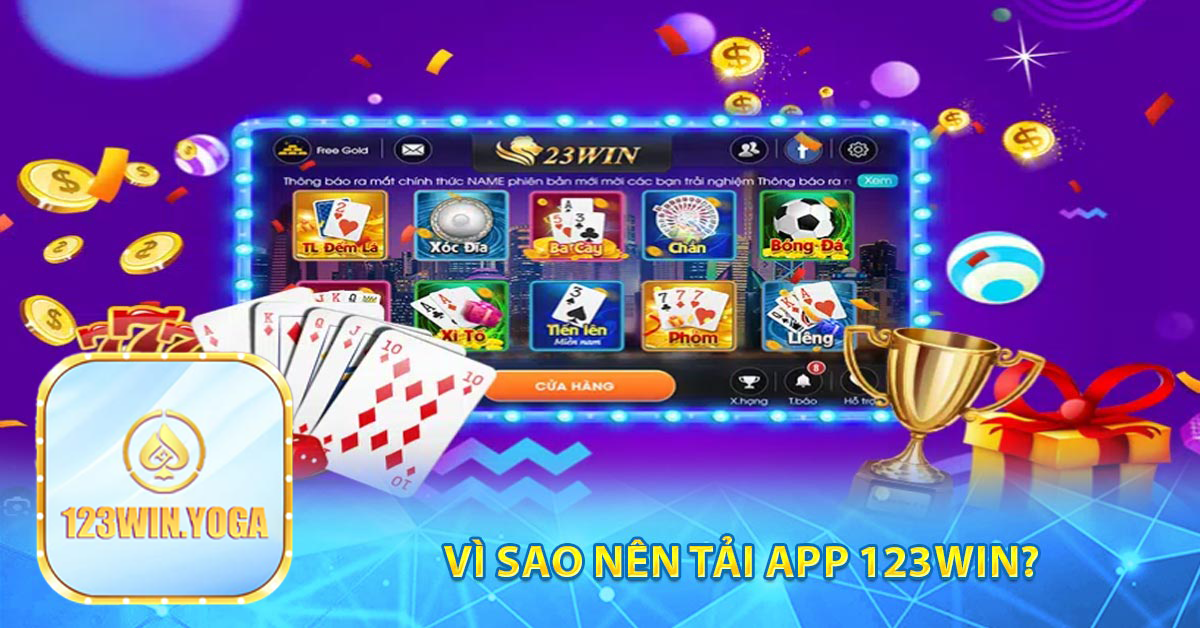 Free Gold
23WIN
Thông báo ra mắt chính thức NAME phiên bản mới mời các bạn trải nghiệm Thông báo ra
Xem
TL Đếm Lá
Xóc Đĩa
Ba Cây
Chắn
Bóng Đá
Xì Tố
Tiến lên
Miền nam
Phỏm
Liêng
777
CỬA HÀNG
8
X.hạng
T.báo
Hỗ trợ
123WIN.YOGA
VÌ SAO NÊN TẢI APP 123WIN?